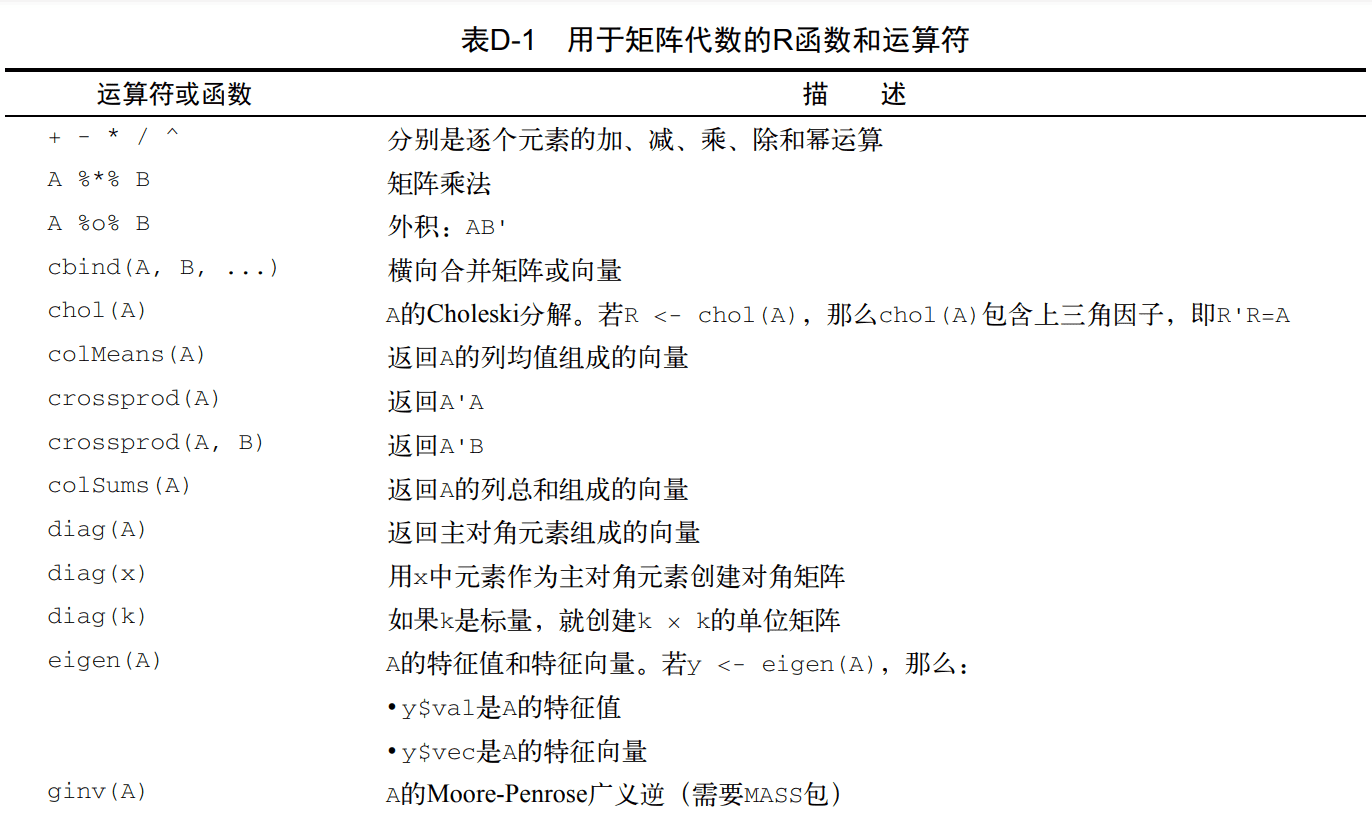 表D-1 用于矩阵代数的R函数和运算符
运算符或函数 描 述
+ - * / ^ 分别是逐个元素的加、减、乘、除和幂运算
A %*% B 矩阵乘法
A %o% B 外积：AB'
cbind(A, B, ...) 横向合并矩阵或向量
chol(A) A的Choleski分解。若R <- chol(A)，那么chol(A)包含上三角因子，即R'R=A
colMeans(A) 返回A的列均值组成的向量
crossprod(A) 返回A'A
crossprod(A, B) 返回A'B
colSums(A) 返回A的列总和组成的向量
diag(A) 返回主对角元素组成的向量
diag(x) 用x中元素作为主对角元素创建对角矩阵
diag(k) 如果k是标量，就创建k × k的单位矩阵
eigen(A) A的特征值和特征向量。若y <- eigen(A)，那么：
• y$val是A的特征值
• y$vec是A的特征向量
ginv(A) A的Moore-Penrose广义逆（需要MASS包）